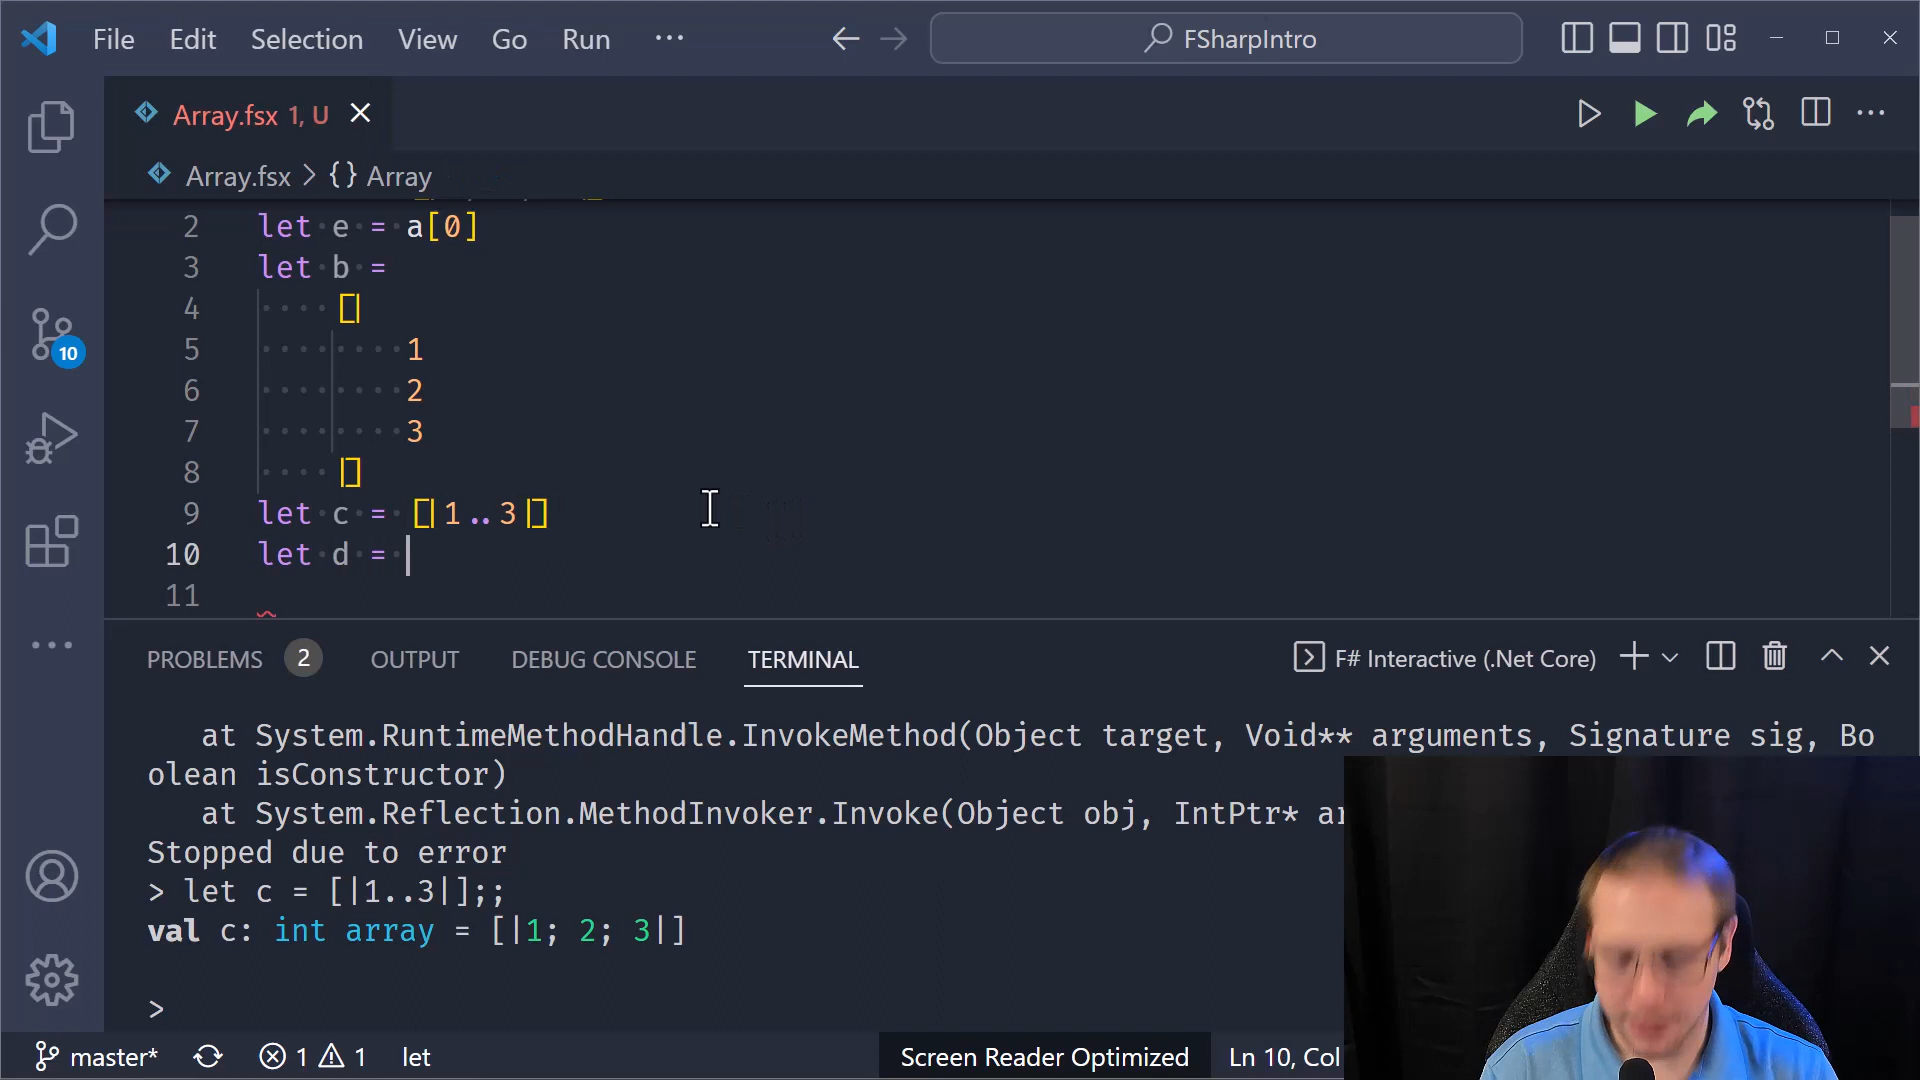 File Edit Selection View Go Run ··· FSharpIntro
Array.fsx 1, U
Array.fsx > {} Array
2 let e = a[0]
3 let b =
4 [|
5 1
6 2
7 3
8 |]
9 let c = [|1..3|]
10 let d =
11
10
PROBLEMS 2 OUTPUT DEBUG CONSOLE TERMINAL F# Interactive (.Net Core)
at System.RuntimeMethodHandle.InvokeMethod(Object target, Void** arguments, Signature sig, Bo
olean isConstructor)
at System.Reflection.MethodInvoker.Invoke(Object obj, IntPtr*
Stopped due to error
> let c = [|1..3|];;
val c: int array = [|1; 2; 3|]
>
master* 1 1 let Screen Reader Optimized Ln 10, Col